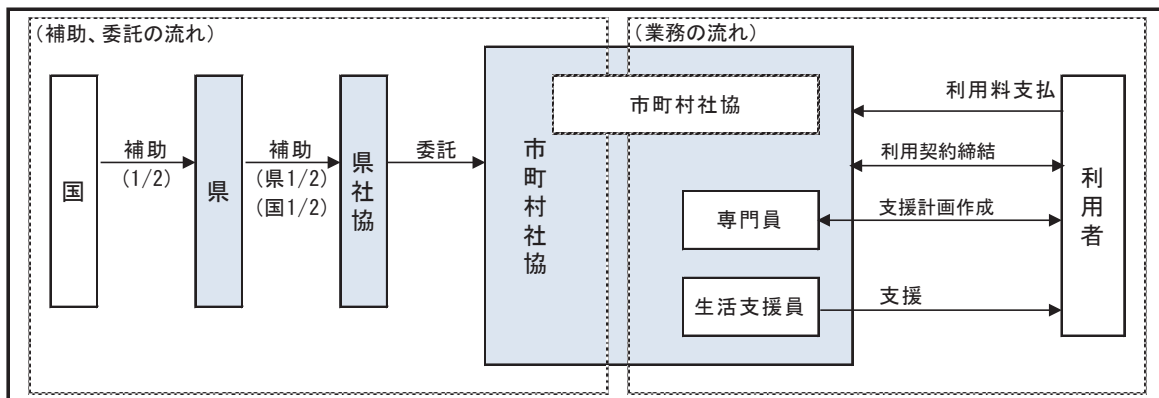 (補助、委託の流れ)
国
補助
(1/2)
県
補助
(県1/2)
(国1/2)
県社協
委託
市町村社協
(業務の流れ)
市町村社協
専門員
生活支援員
利用料支払
利用契約締結
支援計画作成
支援
利用者